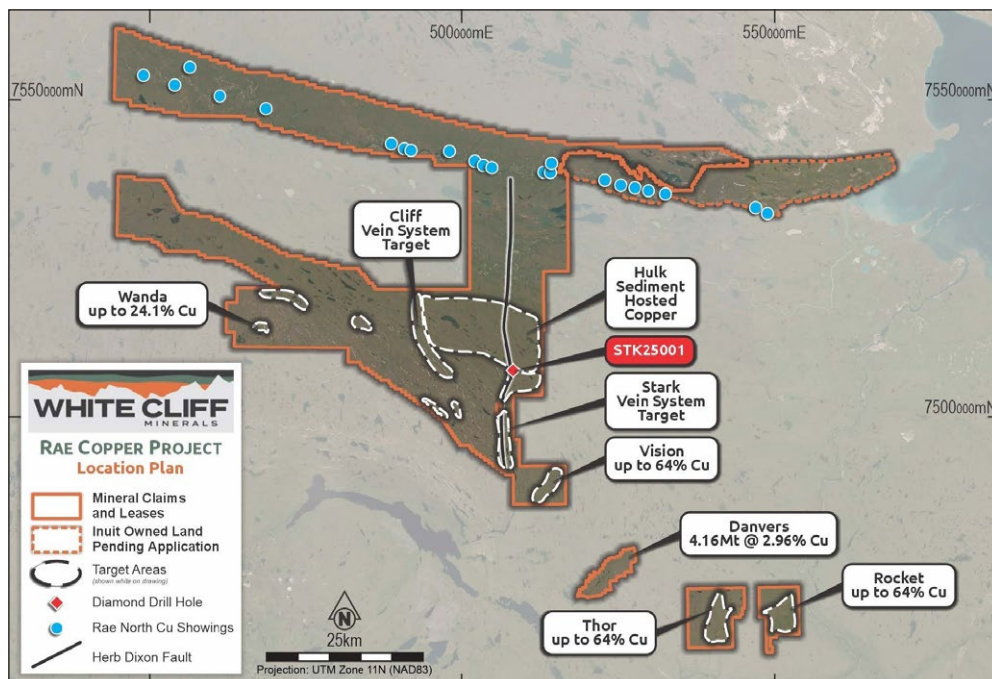 500000mE
550000mE
7550000mN
7550000mN
Cliff
Vein System
Target
Wanda
up to 24.1% Cu
Hulk
Sediment
Hosted
Copper
STK25001
Stark
Vein System
Target
7500000mN
Vision
up to 64% Cu
Danvers
4.16Mt @ 2.96% Cu
Thor
up to 64% Cu
Rocket
up to 64% Cu
WHITE CLIFF
MINERALS
RAE COPPER PROJECT
Location Plan
Mineral Claims
and Leases
Inuit Owned Land
Pending Application
Target Areas
(shown white on drawing)
Diamond Drill Hole
Rae North Cu Showings
Herb Dixon Fault
N
25km
Projection: UTM Zone 11N (NAD83)